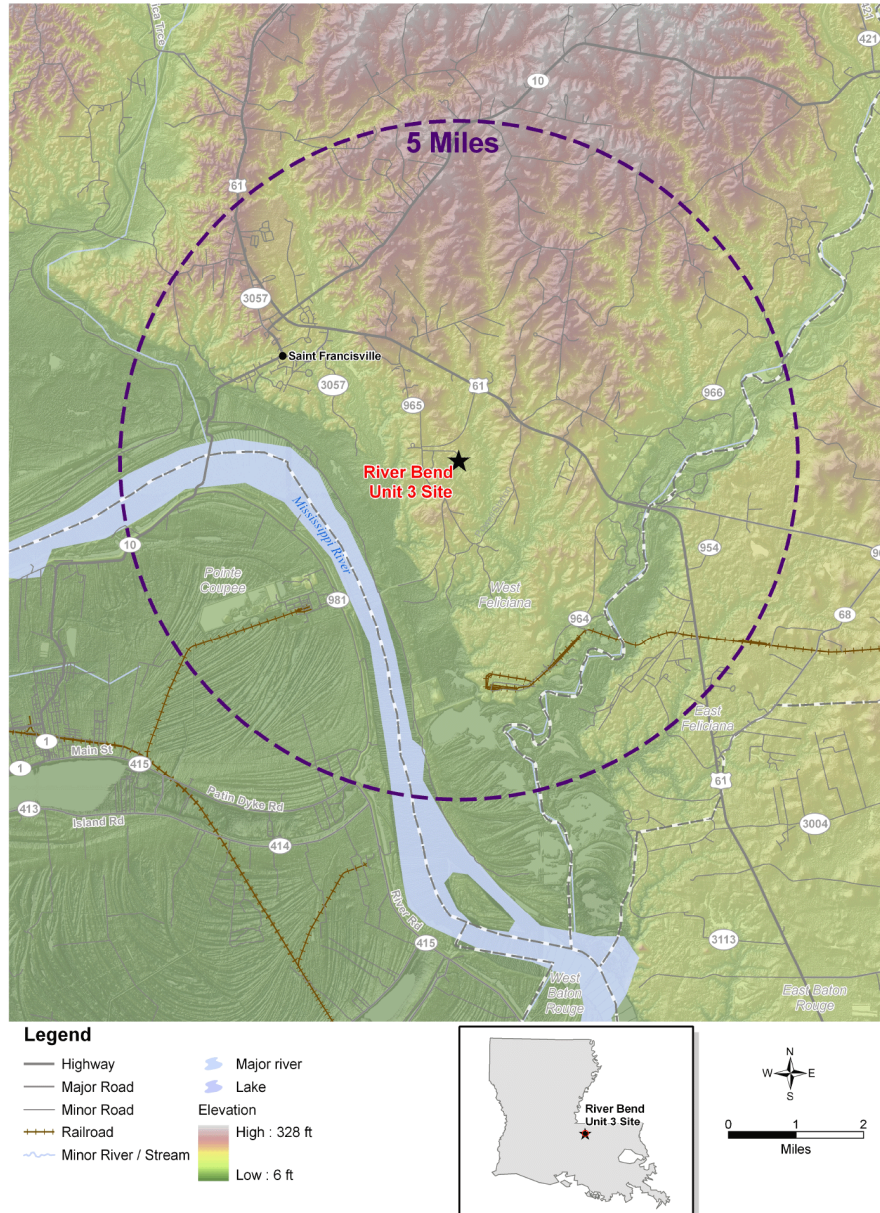 ica Trce
421
421
10
5 Miles
61
3057
Saint Francisville
3057
61
965
966
River Bend
Unit 3 Site
Mississippi River
10
Pointe
Coupee
981
954
West
Feliciana
964
68
East
Feliciana
1
Main St
1
415
61
Patin Dyke Rd
413
Island Rd
414
3004
River Rd
415
3113
West
Baton
Rouge
East Baton
Rouge
Legend
Highway
Major Road
Minor Road
Railroad
Minor River / Stream
Major river
Lake
Elevation
High : 328 ft
Low : 6 ft
River Bend
Unit 3 Site
N
W
E
S
0
1
2
Miles